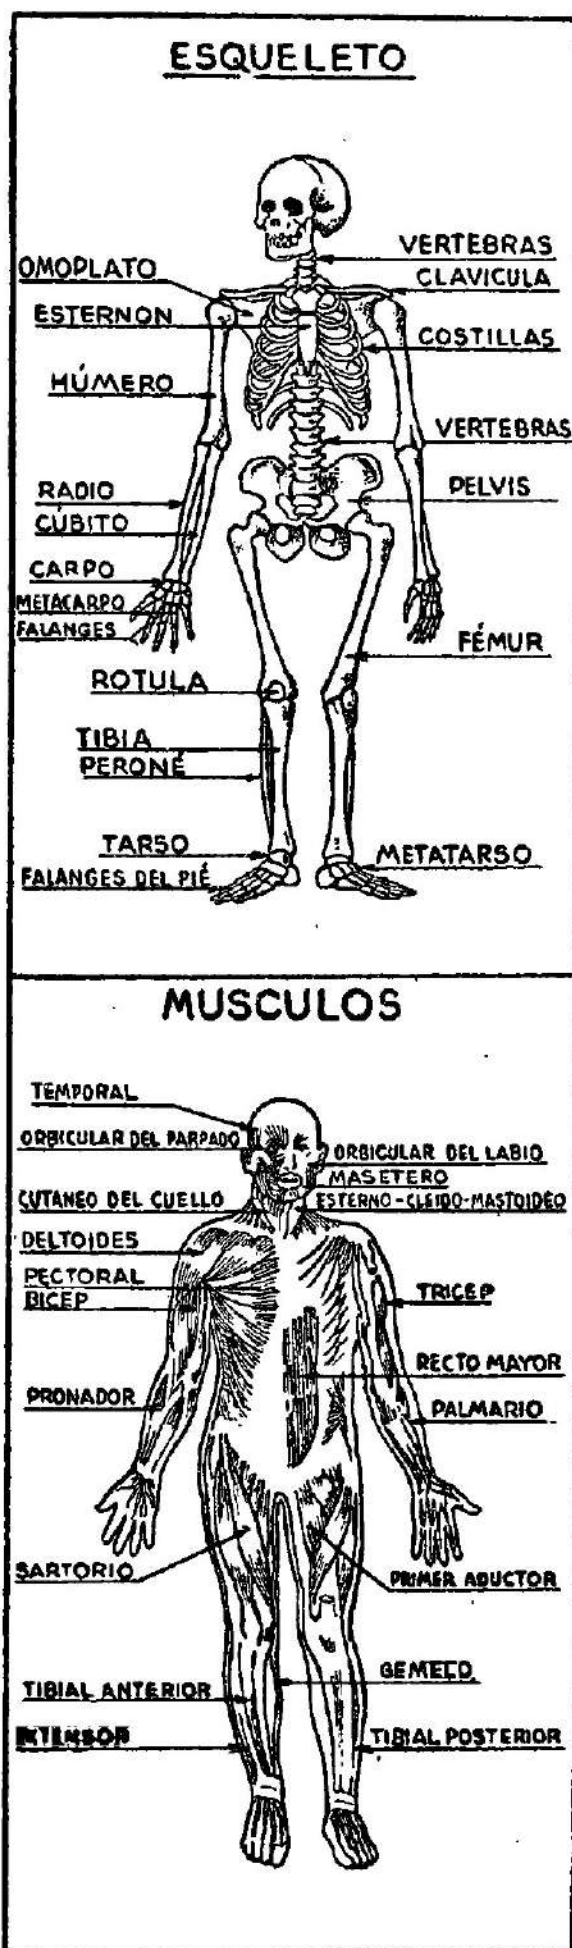 ESQUELETO
VERTEBRAS
OMOPLATO
CLAVICULA
ESTERNON
COSTILLAS
HÚMERO
VERTEBRAS
RADIO
PELVIS
CÚBITO
CARPO
METACARPO
FALANGES
FÉMUR
ROTULA
TIBIA
PERONÉ
TARSO
METATARSO
FALANGES DEL PIÉ
MUSCULOS
TEMPORAL
ORBICULAR DEL PARPADO
ORBICULAR DEL LABIO
MASETERO
CUTANEO DEL CUELLO
ESTERNO-CLEIDO-MASTOIDEO
DELTOIDES
PECTORAL
BICEP
TRICEP
RECTO MAYOR
PRONADOR
PALMARIO
SARTORIO
PRIMER ADUCTOR
GEMELO
TIBIAL ANTERIOR
EXTENSOR
TIBIAL POSTERIOR